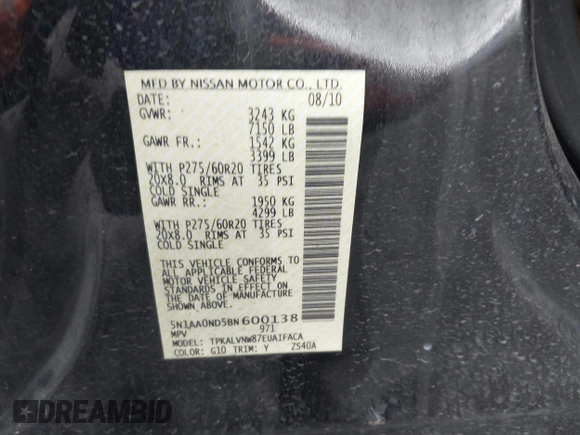 MFD BY NISSAN MOTOR CO., LTD.
DATE: 08/10
GVWR: 3243 KG
7150 LB
GAWR FR.: 1542 KG
3399 LB
WITH P275/60R20 TIRES
20X8.0 RIMS AT 35 PSI
COLD SINGLE
GAWR RR.: 1950 KG
4299 LB
WITH P275/60R20 TIRES
20X8.0 RIMS AT 35 PSI
COLD SINGLE
THIS VEHICLE CONFORMS TO
ALL APPLICABLE FEDERAL
MOTOR VEHICLE SAFETY
STANDARDS IN EFFECT ON
THE DATE OF MANUFACTURE
SHOWN ABOVE.
5N1AA0ND5BN600138
MPV 971
MODEL: TPKALVNW87EUAIFACA
COLOR: G10 TRIM: Y ZS40A
DREAMBID